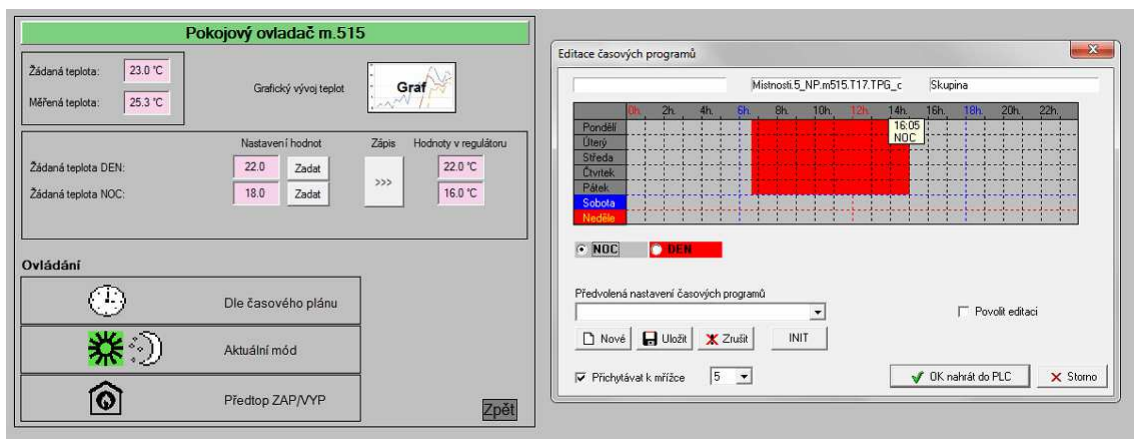 Pokojový ovladač m.515
Žádaná teplota: 23.0 °C
Měřená teplota: 25.3 °C
Grafický vývoj teplot
Graf
Nastavení hodnot Zápis Hodnoty v regulátoru
Žádaná teplota DEN: 22.0 Zadat >>> 22.0 °C
Žádaná teplota NOC: 18.0 Zadat 16.0 °C
Ovládání
Dle časového plánu
Aktuální mód
Předtop ZAP/VYP
Zpět
Editace časových programů
Mistnosti.5_NP.m515.T17.TPG_c Skupina
0h. 2h. 4h. 6h. 8h. 10h. 12h. 14h. 16h. 18h. 20h. 22h.
Pondělí
Úterý
Středa
Čtvrtek
Pátek
Sobota
Neděle
16:05
NOC
NOC DEN
Předvolená nastavení časových programů
Povolit editaci
Nové Uložit Zrušit INIT
Přichytávat k mřížce 5 OK nahrát do PLC Storno